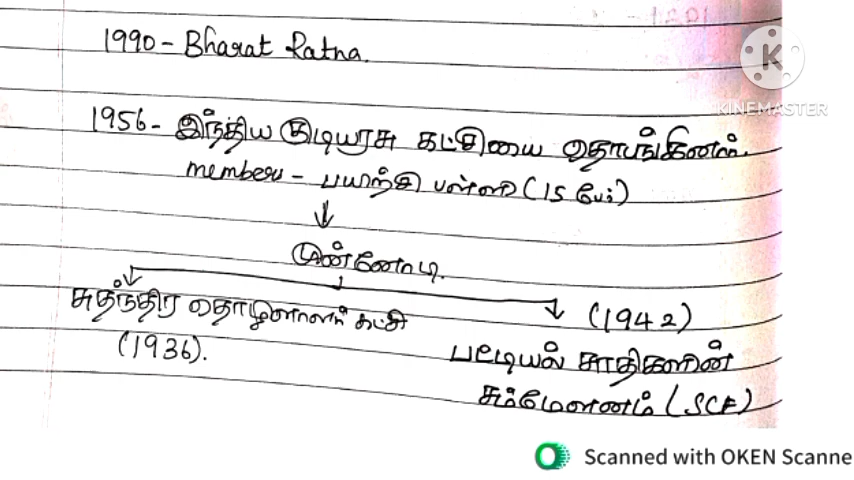 1990 - Bharat Ratna.
KINEMASTER
1956 - இந்திய குடியரசு கட்சியை தொடங்கினார்.
members - பயிற்சி பள்ளி (15 பேர்)
முன்னோடி
சுதந்திர தொழிலாளர் கட்சி
(1936).
(1942)
பட்டியல் சாதிகளின்
சம்மேளனம் (SCF)
Scanned with OKEN Scanne